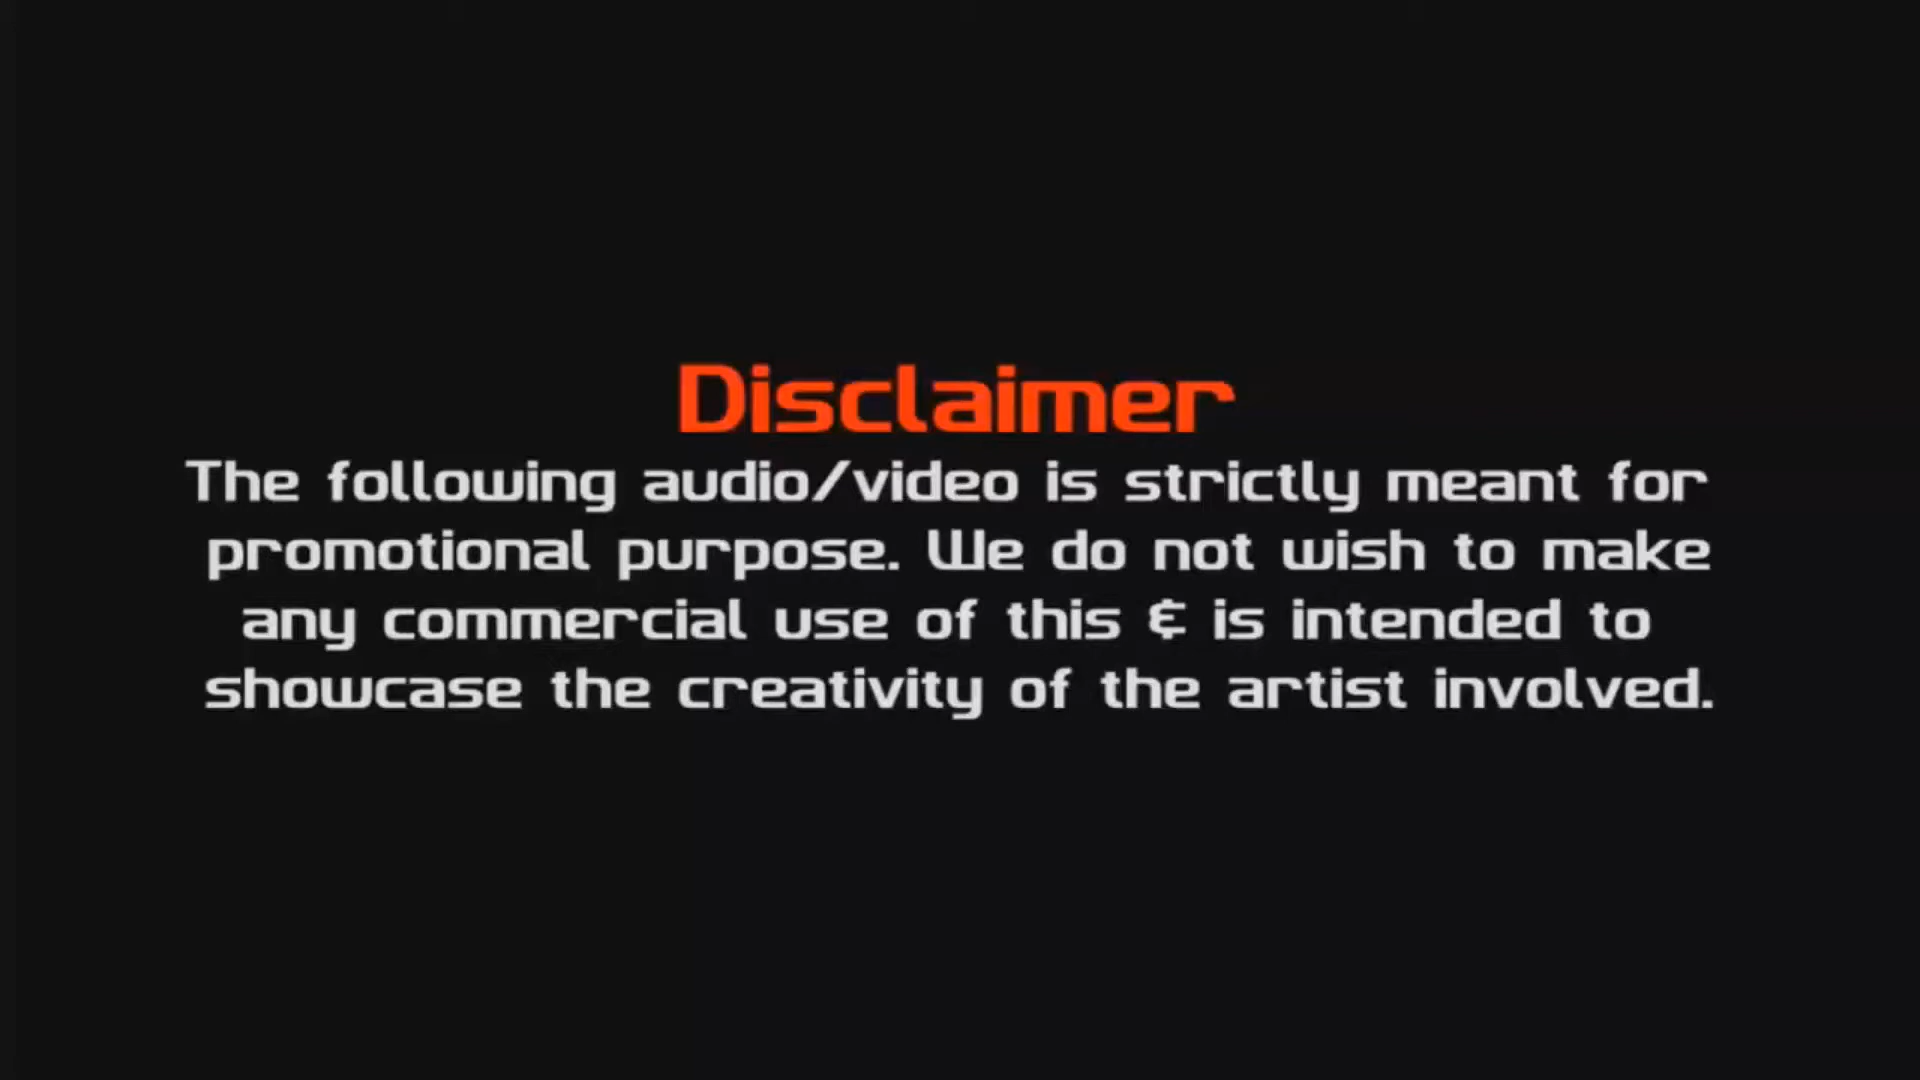 Disclaimer
The following audio/video is strictly meant for
promotional purpose. We do not wish to make
any commercial use of this & is intended to
showcase the creativity of the artist involved.